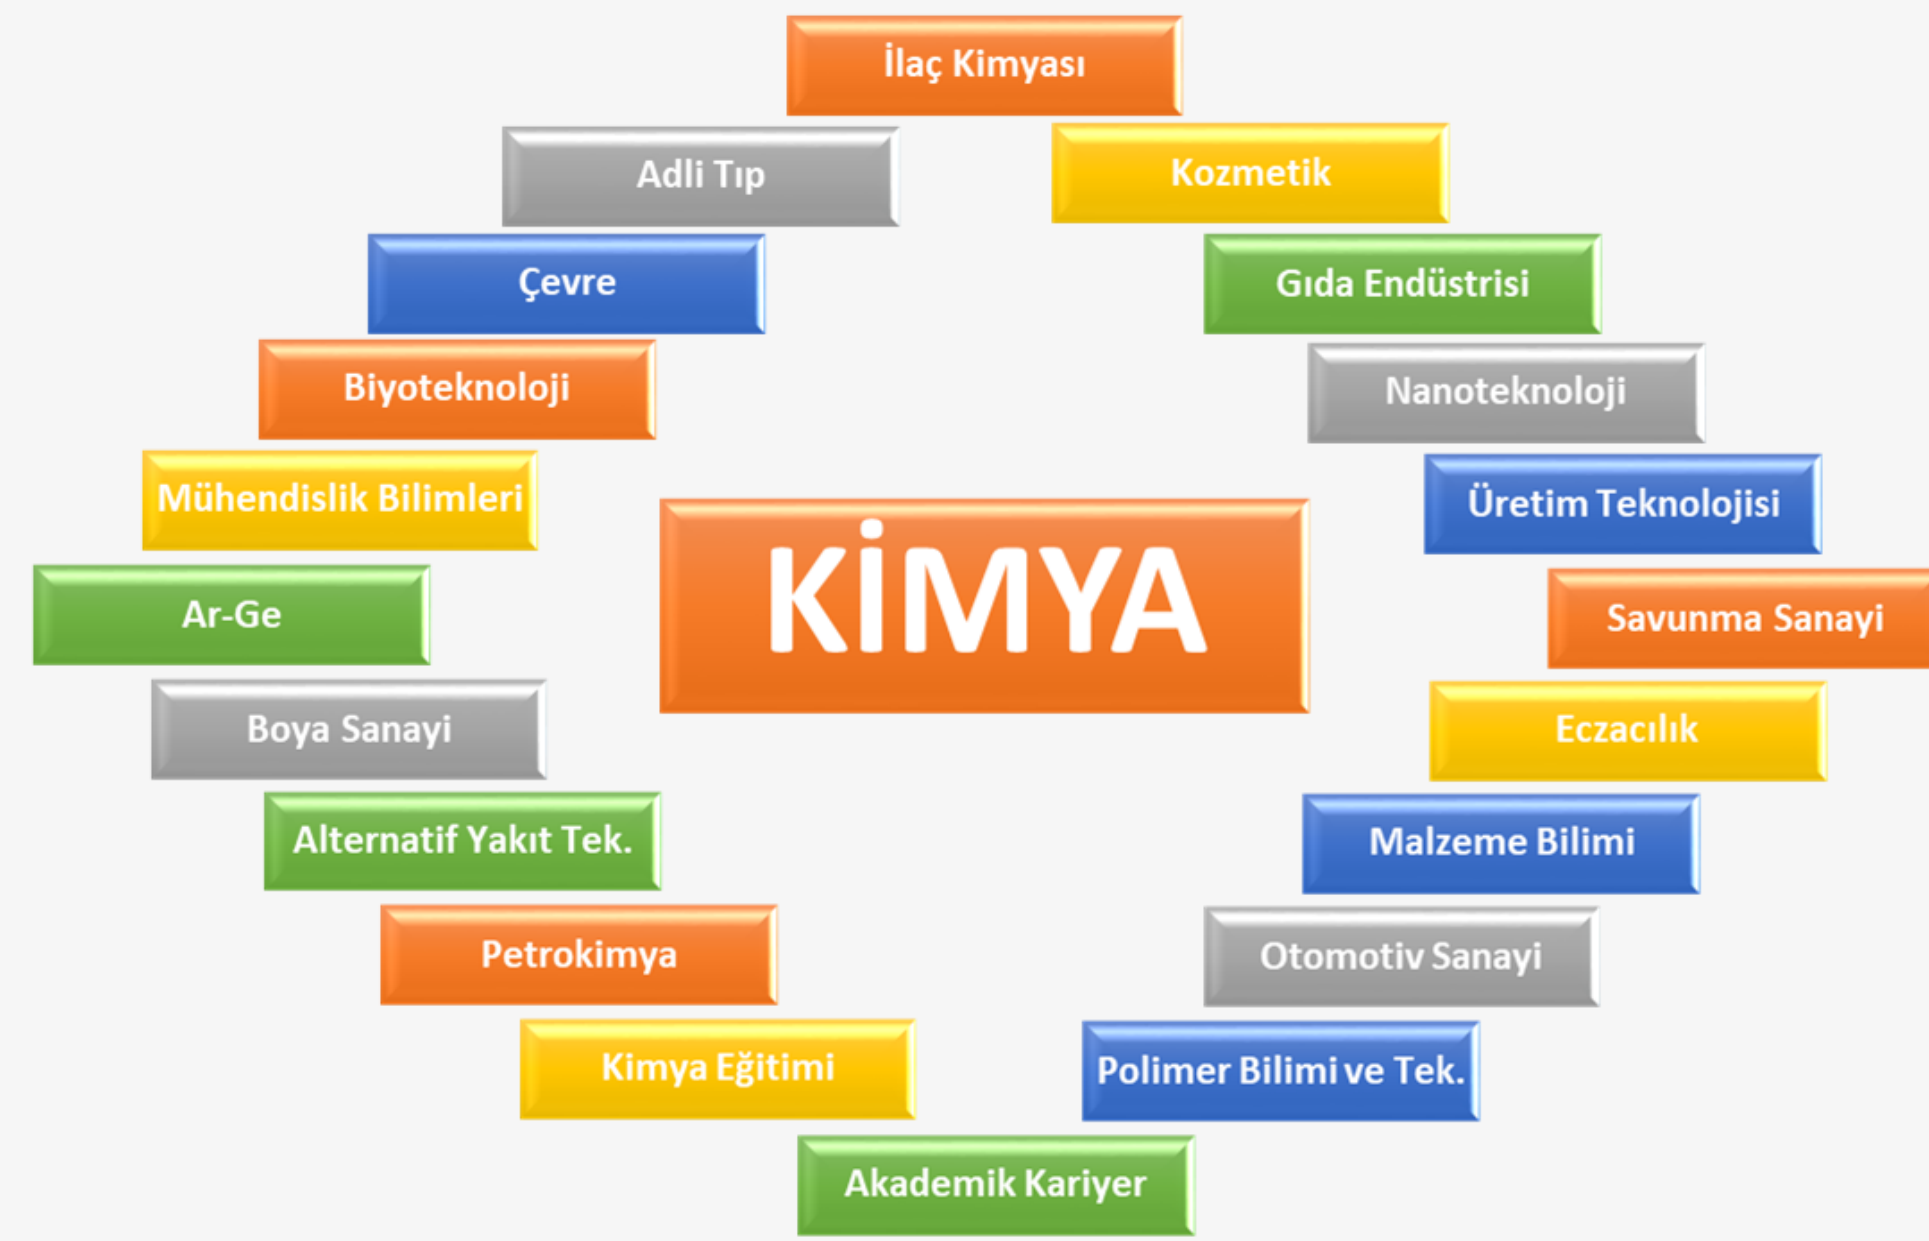 İlaç Kimyası
Adli Tıp
Kozmetik
Çevre
Gıda Endüstrisi
Biyoteknoloji
Nanoteknoloji
Mühendislik Bilimleri
Üretim Teknolojisi
KİMYA
Ar-Ge
Savunma Sanayi
Boya Sanayi
Eczacılık
Alternatif Yakıt Tek.
Malzeme Bilimi
Petrokimya
Otomotiv Sanayi
Kimya Eğitimi
Polimer Bilimi ve Tek.
Akademik Kariyer